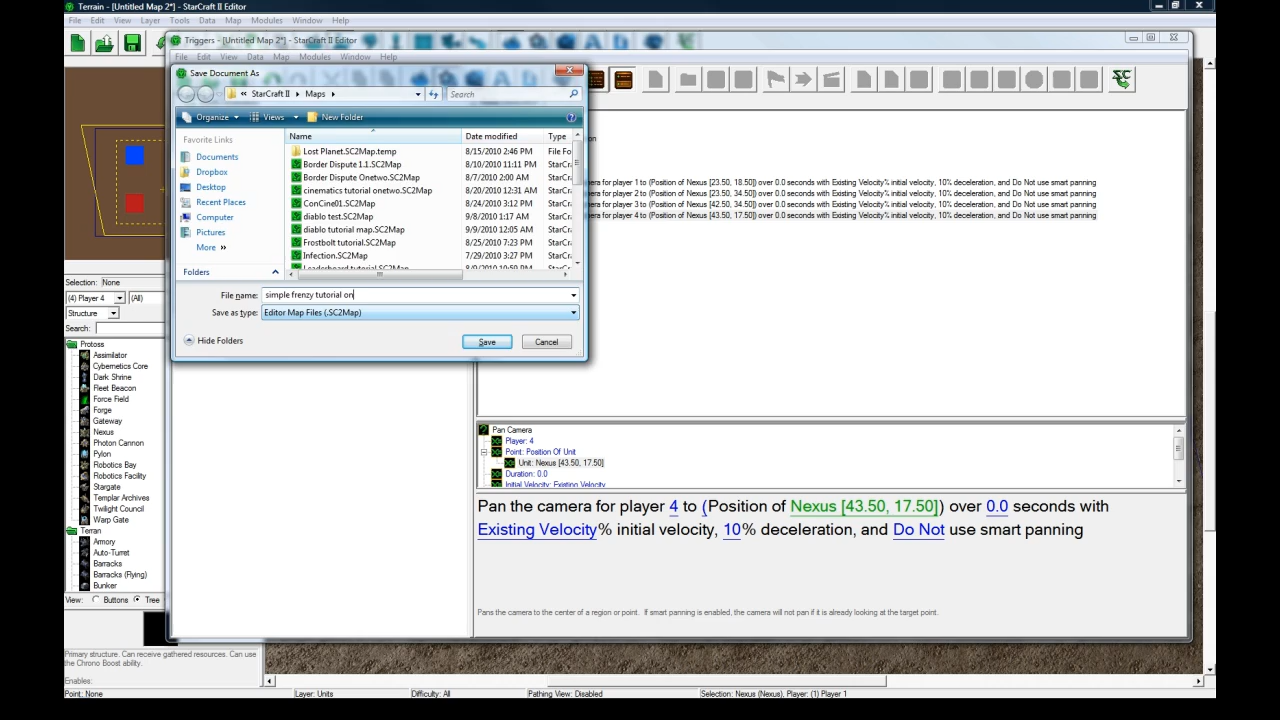 Terrain - [Untitled Map 2*] - StarCraft II Editor
File Edit View Layer Tools Data Map Modules Window Help
Triggers - [Untitled Map 2*] - StarCraft II Editor
File Edit View Data Map Modules Window Help
Save Document As
« StarCraft II Maps Search
Organize Views New Folder
Favorite Links
Documents
Dropbox
Desktop
Recent Places
Computer
Pictures
More »
Folders
Name Date modified Type
Lost Planet.SC2Map.temp 8/15/2010 2:46 PM File Fo
Border Dispute 1.1.SC2Map 8/10/2010 11:11 PM StarCra
Border Dispute Onetwo.SC2Map 8/7/2010 2:00 AM StarCra
cinematics tutorial onetwo.SC2Map 8/20/2010 12:31 AM StarCra
ConCine01.SC2Map 8/24/2010 3:12 PM StarCra
diablo test.SC2Map 9/8/2010 1:17 AM StarCra
diablo tutorial map.SC2Map 9/9/2010 12:05 AM StarCra
Frostbolt tutorial.SC2Map 8/25/2010 7:23 PM StarCra
Infection.SC2Map 7/29/2010 3:27 PM StarCra
Leaderboard tutorial.SC2Map 8/9/2010 10:59 PM StarCra
File name: simple frenzy tutorial on
Save as type: Editor Map Files (.SC2Map)
Hide Folders Save Cancel
on
era for player 1 to (Position of Nexus [23.50, 18.50]) over 0.0 seconds with Existing Velocity% initial velocity, 10% deceleration, and Do Not use smart panning
era for player 2 to (Position of Nexus [23.50, 34.50]) over 0.0 seconds with Existing Velocity% initial velocity, 10% deceleration, and Do Not use smart panning
era for player 3 to (Position of Nexus [42.50, 34.50]) over 0.0 seconds with Existing Velocity% initial velocity, 10% deceleration, and Do Not use smart panning
era for player 4 to (Position of Nexus [43.50, 17.50]) over 0.0 seconds with Existing Velocity% initial velocity, 10% deceleration, and Do Not use smart panning
Selection: None
(4) Player 4 (All)
Structure
Search:
Protoss
Assimilator
Cybernetics Core
Dark Shrine
Fleet Beacon
Force Field
Forge
Gateway
Nexus
Photon Cannon
Pylon
Robotics Bay
Robotics Facility
Stargate
Templar Archives
Twilight Council
Warp Gate
Terran
Armory
Auto-Turret
Barracks
Barracks (Flying)
Bunker
View: Buttons Tree
Primary structure. Can receive gathered resources. Can use
the Chrono Boost ability.
Enables:
Pan Camera
Player: 4
Point: Position Of Unit
Unit: Nexus [43.50, 17.50]
Duration: 0.0
Initial Velocity: Existing Velocity
Pan the camera for player 4 to (Position of Nexus [43.50, 17.50]) over 0.0 seconds with
Existing Velocity% initial velocity, 10% deceleration, and Do Not use smart panning
Pans the camera to the center of a region or point. If smart panning is enabled, the camera will not pan if it is already looking at the target point.
Point: None Layer: Units Difficulty: All Pathing View: Disabled Selection: Nexus (Nexus), Player: (1) Player 1